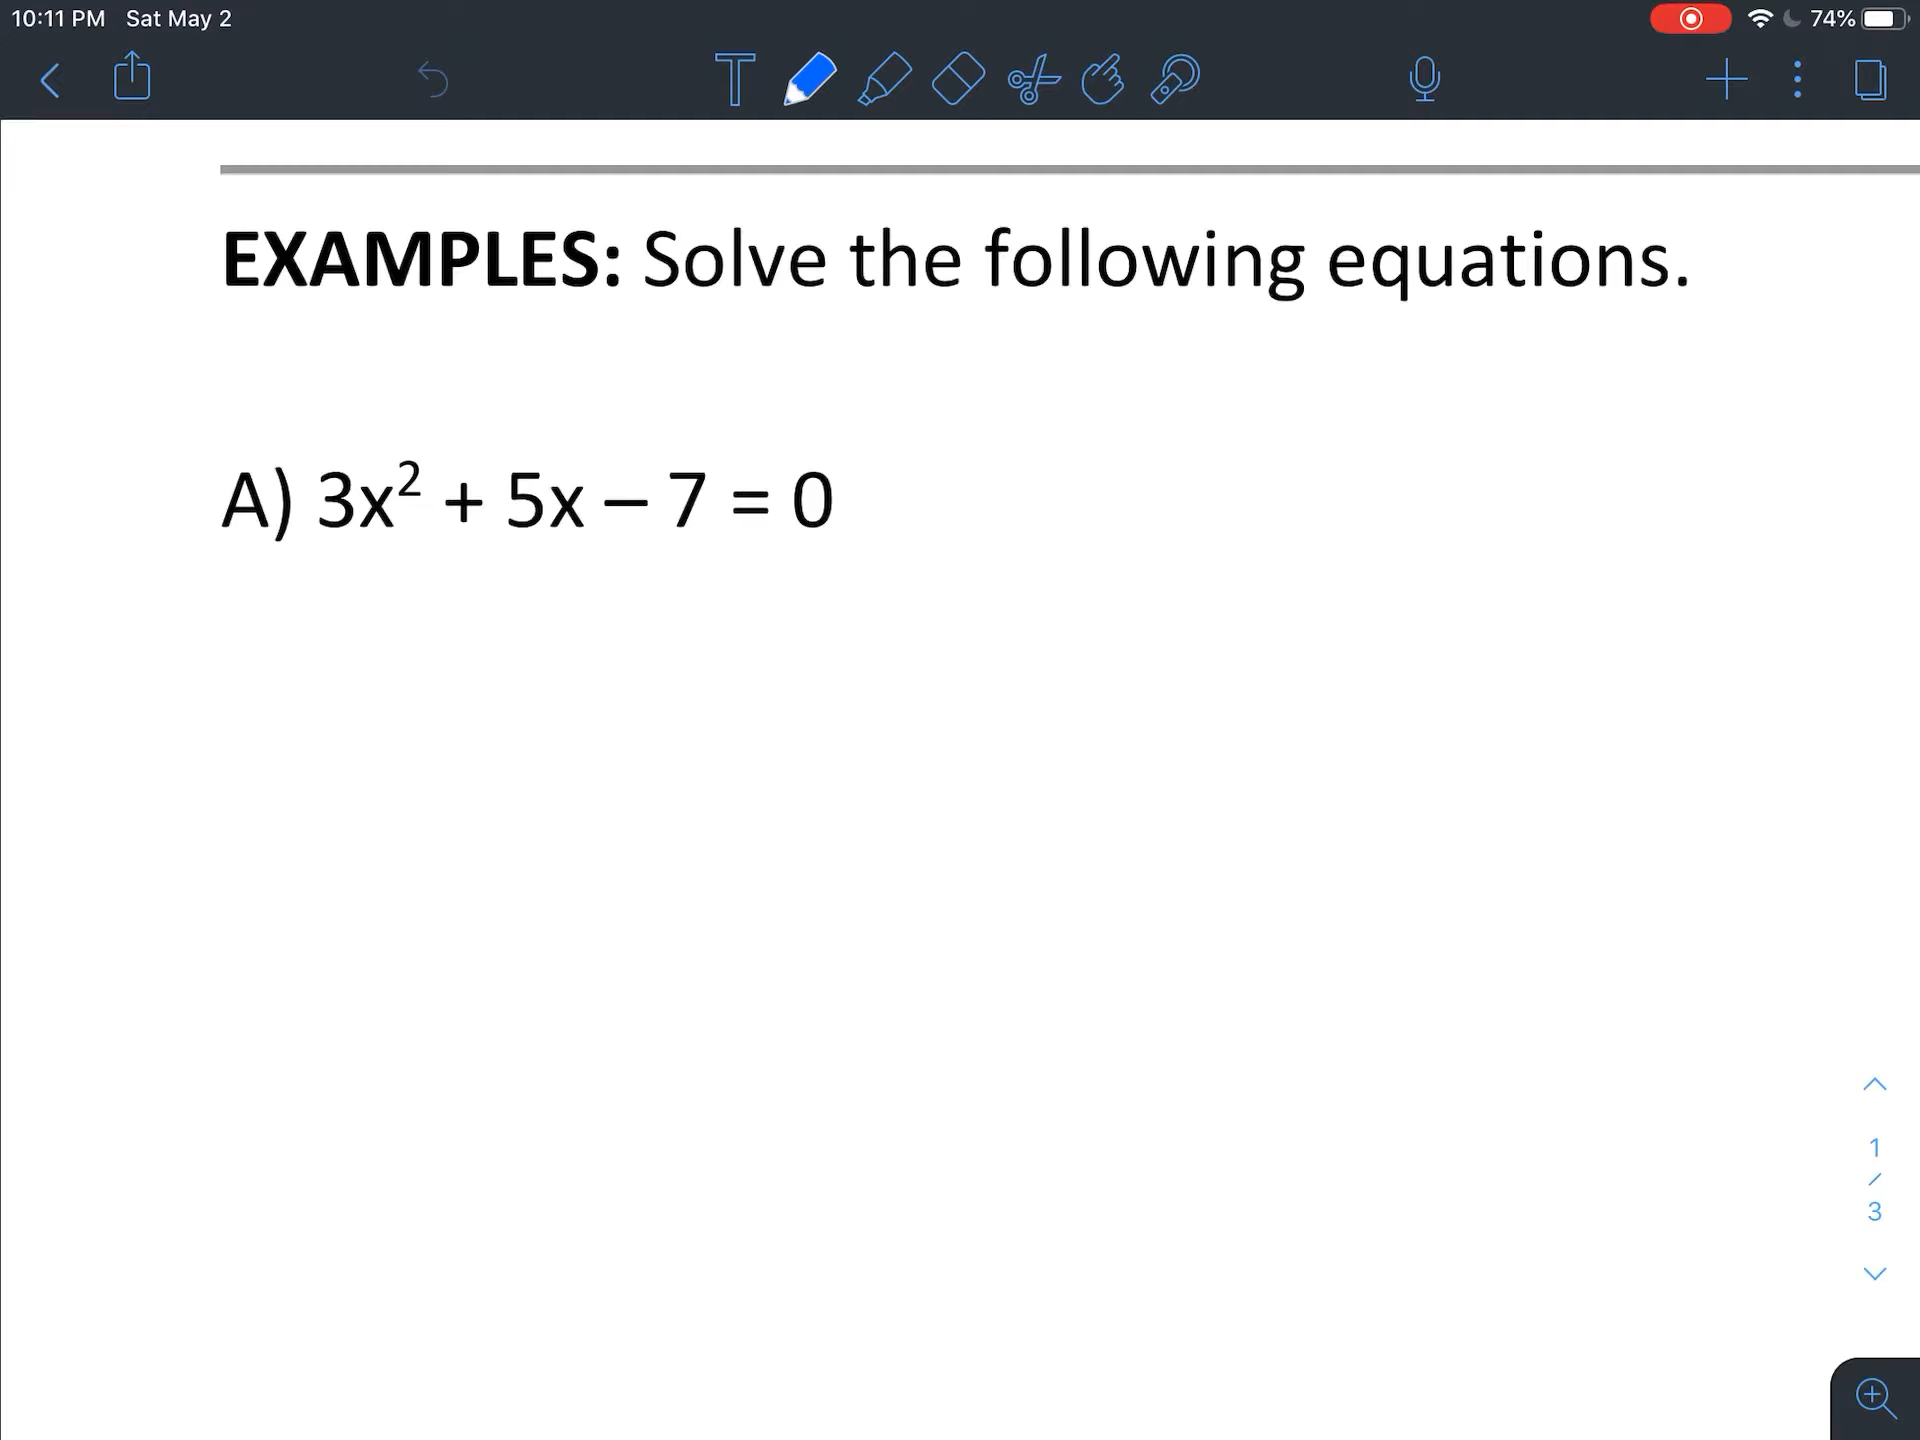 10:11 PM Sat May 2
74%
EXAMPLES: Solve the following equations.
A) 3x² + 5x – 7 = 0
1
/
3